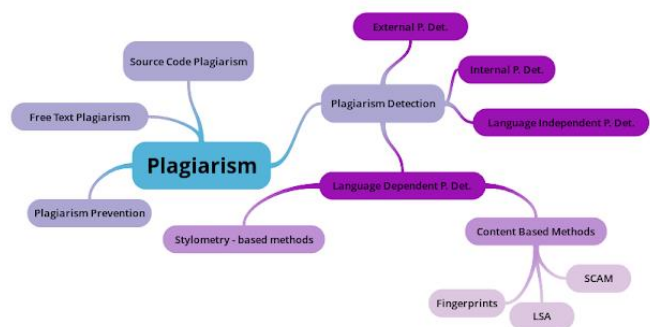 External P. Det.
Source Code Plagiarism
Internal P. Det.
Plagiarism Detection
Free Text Plagiarism
Language Independent P. Det.
Plagiarism
Language Dependent P. Det.
Plagiarism Prevention
Stylometry - based methods
Content Based Methods
SCAM
Fingerprints
LSA